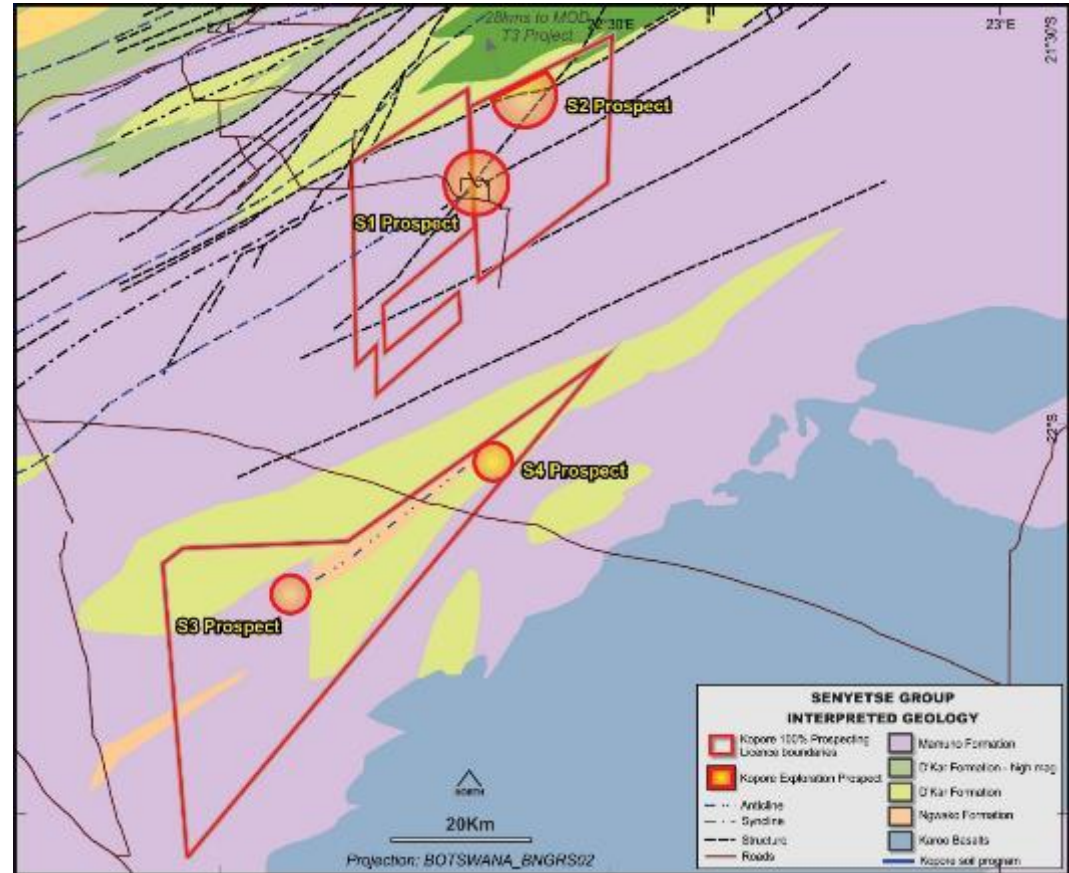 28kms to MOD
T3 Project
22°30'E
23°E
21°30'S
S2 Prospect
S1 Prospect
22°S
S4 Prospect
S3 Prospect
NORTH
20Km
Projection: BOTSWANA_BNGRS02
SENYETSE GROUP
INTERPRETED GEOLOGY
Kopore 100% Prospecting
Licence boundaries
Kopore Exploration Prospect
Anticline
Syncline
Structure
Roads
Mamuno Formation
D'Kar Formation - high mag
D'Kar Formation
Ngwako Formation
Karoo Basalts
Kopore soil program